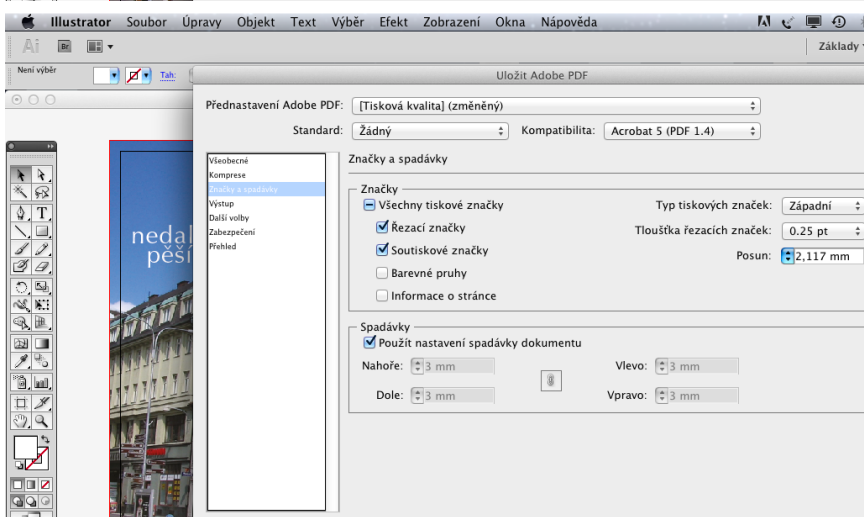 Illustrator Soubor Úpravy Objekt Text Výběr Efekt Zobrazení Okna Nápověda
Ai Br Základy
Není výběr Tah:
Uložit Adobe PDF
Přednastavení Adobe PDF: [Tisková kvalita] (změněný)
Standard: Žádný Kompatibilita: Acrobat 5 (PDF 1.4)
Všeobecné
Komprese
Značky a spadávky
Výstup
Další volby
Zabezpečení
Přehled
Značky a spadávky
Značky
Všechny tiskové značky Typ tiskových značek: Západní
Řezací značky Tloušťka řezacích značek: 0.25 pt
Soutiskové značky Posun: 2,117 mm
Barevné pruhy
Informace o stránce
Spadávky
Použít nastavení spadávky dokumentu
Nahoře: 3 mm Vlevo: 3 mm
Dole: 3 mm Vpravo: 3 mm
nedal
pěší